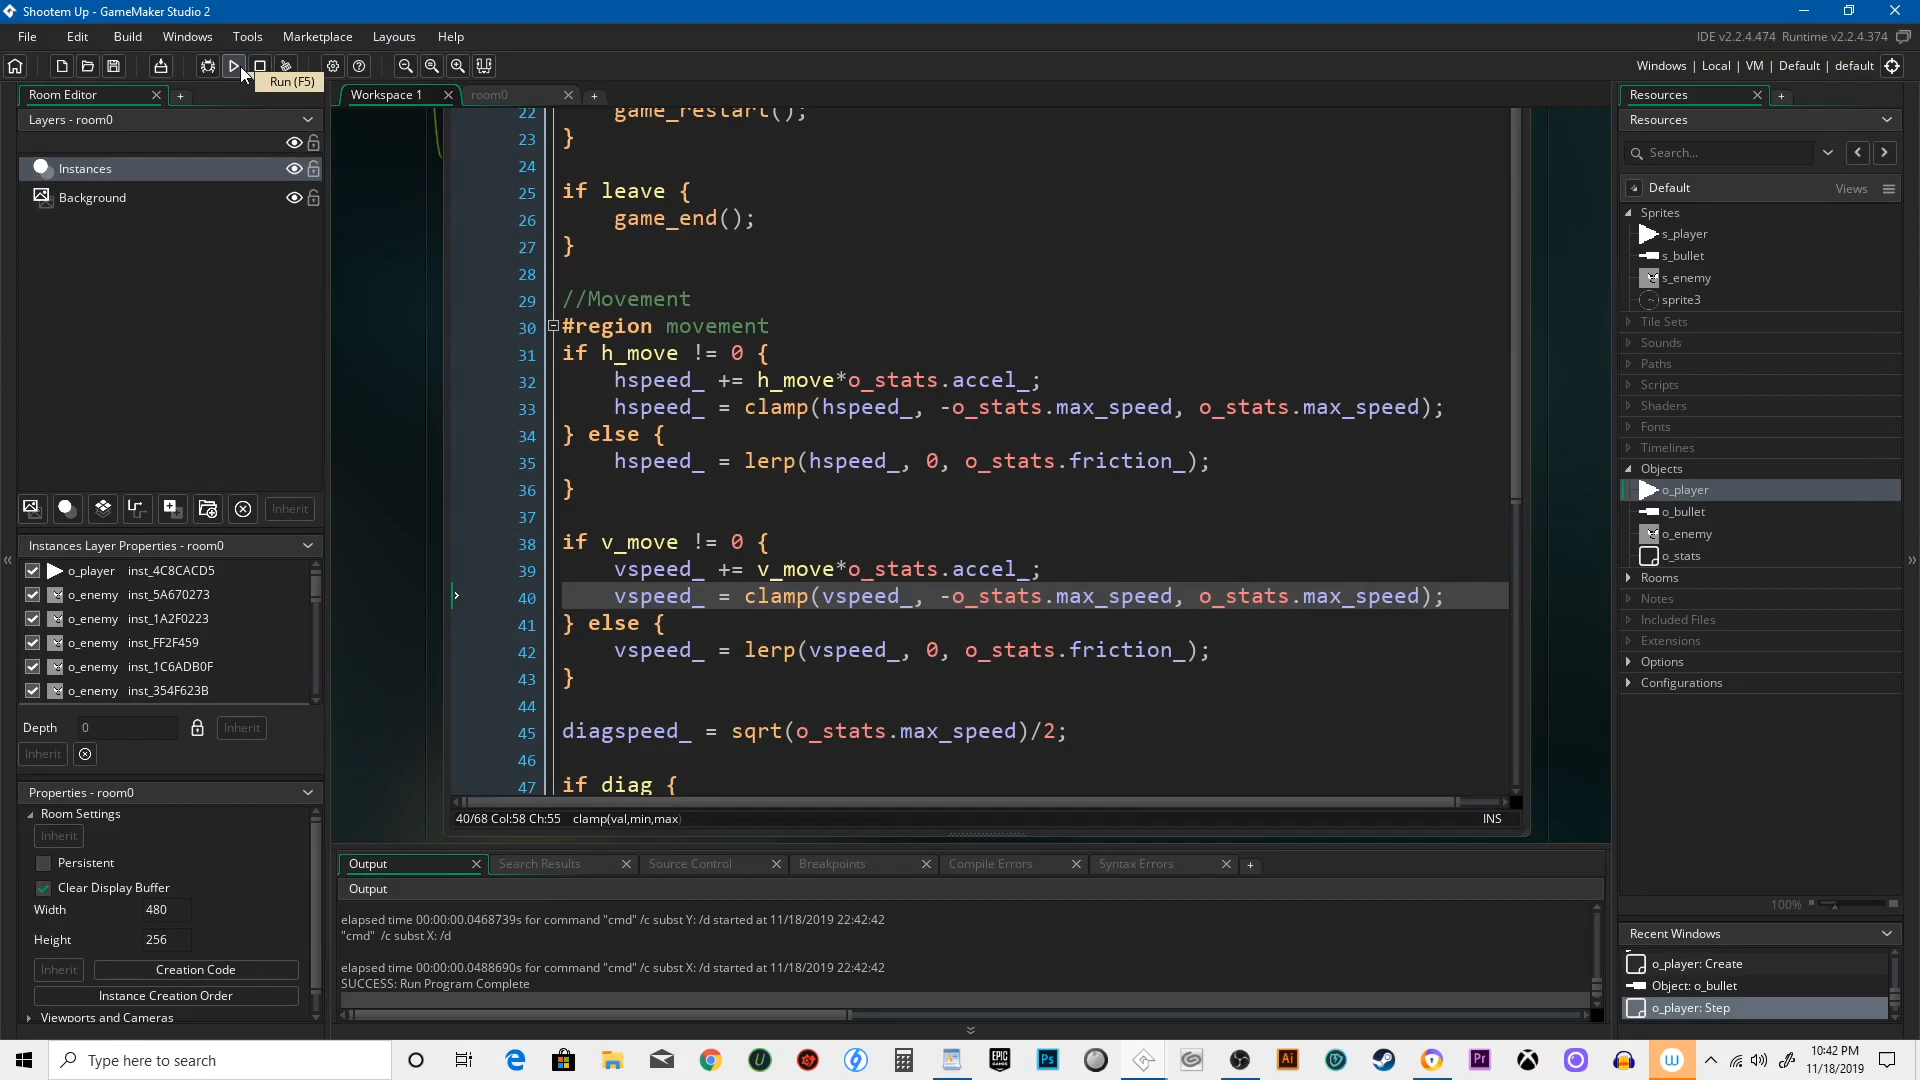 Shootem Up - GameMaker Studio 2
File Edit Build Windows Tools Marketplace Layouts Help
IDE v2.2.4.474 Runtime v2.2.4.374
Run (F5)
Windows | Local | VM | Default | default
Room Editor
Layers - room0
Instances
Background
Inherit
Instances Layer Properties - room0
o_player inst_4C8CACD5
o_enemy inst_5A670273
o_enemy inst_1A2F0223
o_enemy inst_FF2F459
o_enemy inst_1C6ADB0F
o_enemy inst_354F623B
Depth 0 Inherit
Inherit
Properties - room0
Room Settings
Inherit
Persistent
Clear Display Buffer
Width 480
Height 256
Inherit Creation Code
Instance Creation Order
Viewports and Cameras
Workspace 1 room0
22 game_restart();
23 }
24
25 if leave {
26 game_end();
27 }
28
29 //Movement
30 #region movement
31 if h_move != 0 {
32 hspeed_ += h_move*o_stats.accel_;
33 hspeed_ = clamp(hspeed_, -o_stats.max_speed, o_stats.max_speed);
34 } else {
35 hspeed_ = lerp(hspeed_, 0, o_stats.friction_);
36 }
37
38 if v_move != 0 {
39 vspeed_ += v_move*o_stats.accel_;
40 vspeed_ = clamp(vspeed_, -o_stats.max_speed, o_stats.max_speed);
41 } else {
42 vspeed_ = lerp(vspeed_, 0, o_stats.friction_);
43 }
44
45 diagspeed_ = sqrt(o_stats.max_speed)/2;
46
47 if diag {
40/68 Col:58 Ch:55 clamp(val,min,max) INS
Output Search Results Source Control Breakpoints Compile Errors Syntax Errors
Output
elapsed time 00:00:00.0468739s for command "cmd" /c subst Y: /d started at 11/18/2019 22:42:42
"cmd" /c subst X: /d
elapsed time 00:00:00.0488690s for command "cmd" /c subst X: /d started at 11/18/2019 22:42:42
SUCCESS: Run Program Complete
Resources
Resources
Search...
Default Views
Sprites
s_player
s_bullet
s_enemy
sprite3
Tile Sets
Sounds
Paths
Scripts
Shaders
Fonts
Timelines
Objects
o_player
o_bullet
o_enemy
o_stats
Rooms
Notes
Included Files
Extensions
Options
Configurations
100%
Recent Windows
o_player: Create
Object: o_bullet
o_player: Step
Type here to search
EPIC GAMES
Ps
Ai
Pr
W
10:42 PM
11/18/2019